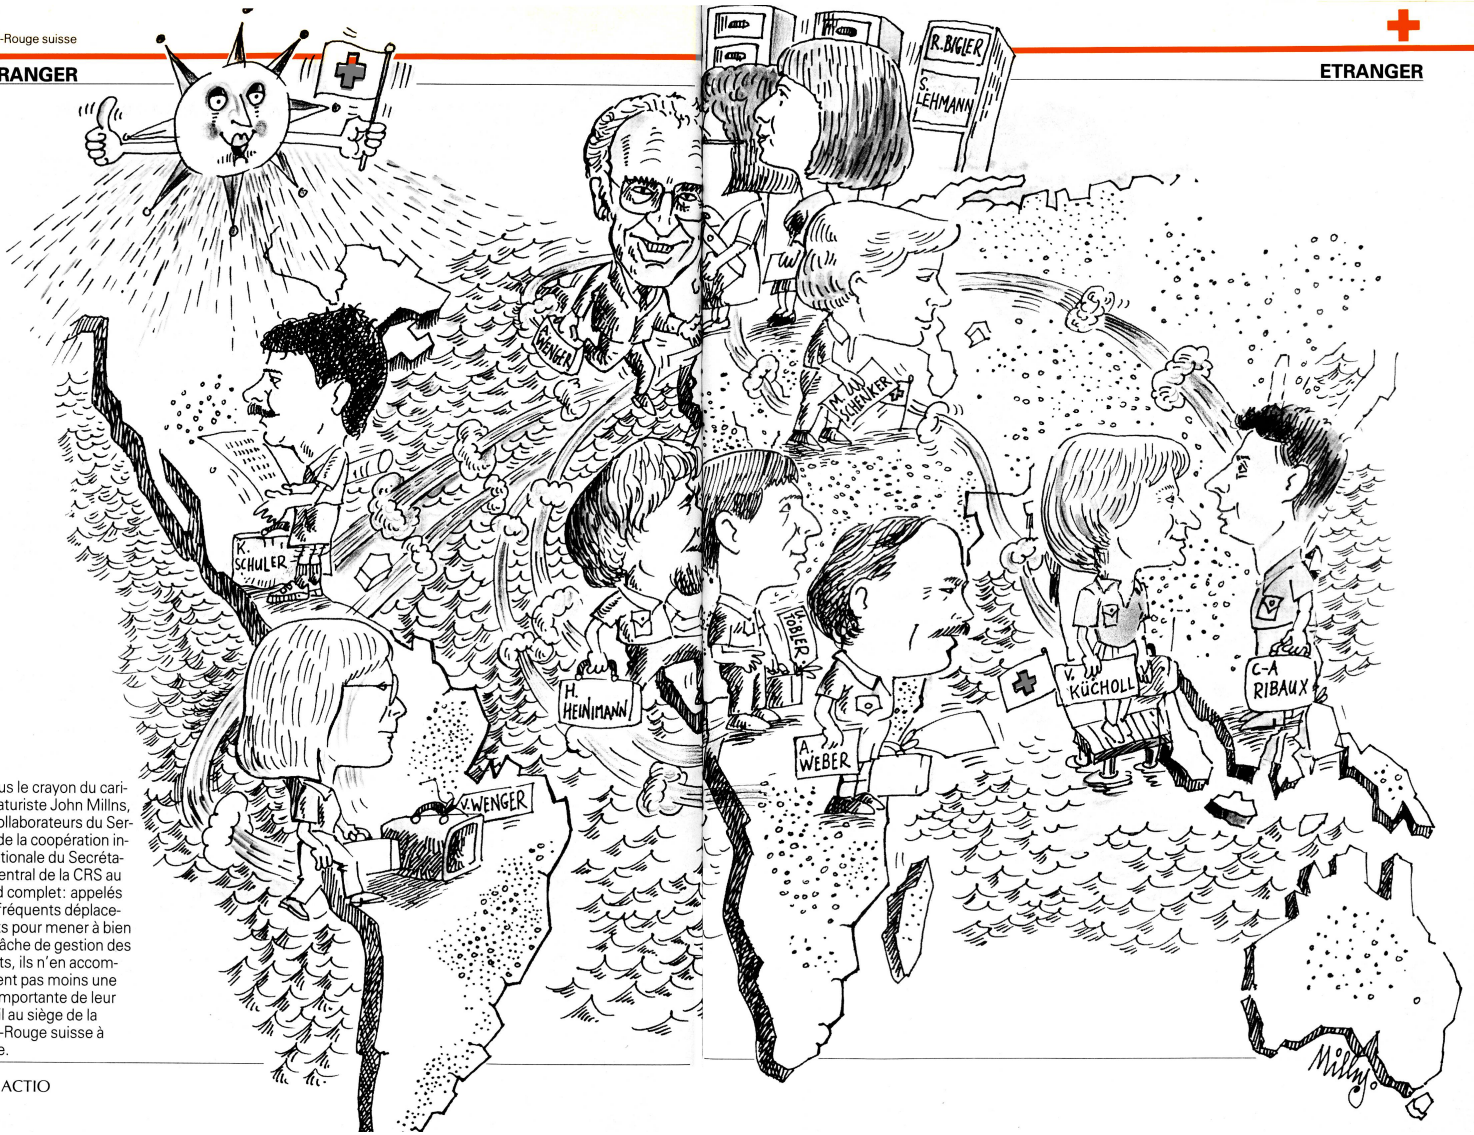 -Rouge suisse
RANGER
ETRANGER
R. BIGLER
S. LEHMANN
WENGER
M. SCHENKER
K.
SCHULER
TOBLER
H.
HEINIMANN
V.
KÜCHOLL
C-A
RIBAUX
A.
WEBER
V. WENGER
us le crayon du cari-
aturiste John Millns,
ollaborateurs du Ser-
de la coopération in-
tionale du Secréta-
entral de la CRS au
d complet: appelés
fréquents déplace-
ts pour mener à bien
âche de gestion des
ts, ils n'en accom-
ent pas moins une
mportante de leur
il au siège de la
-Rouge suisse à
e.
ACTIO
Millns